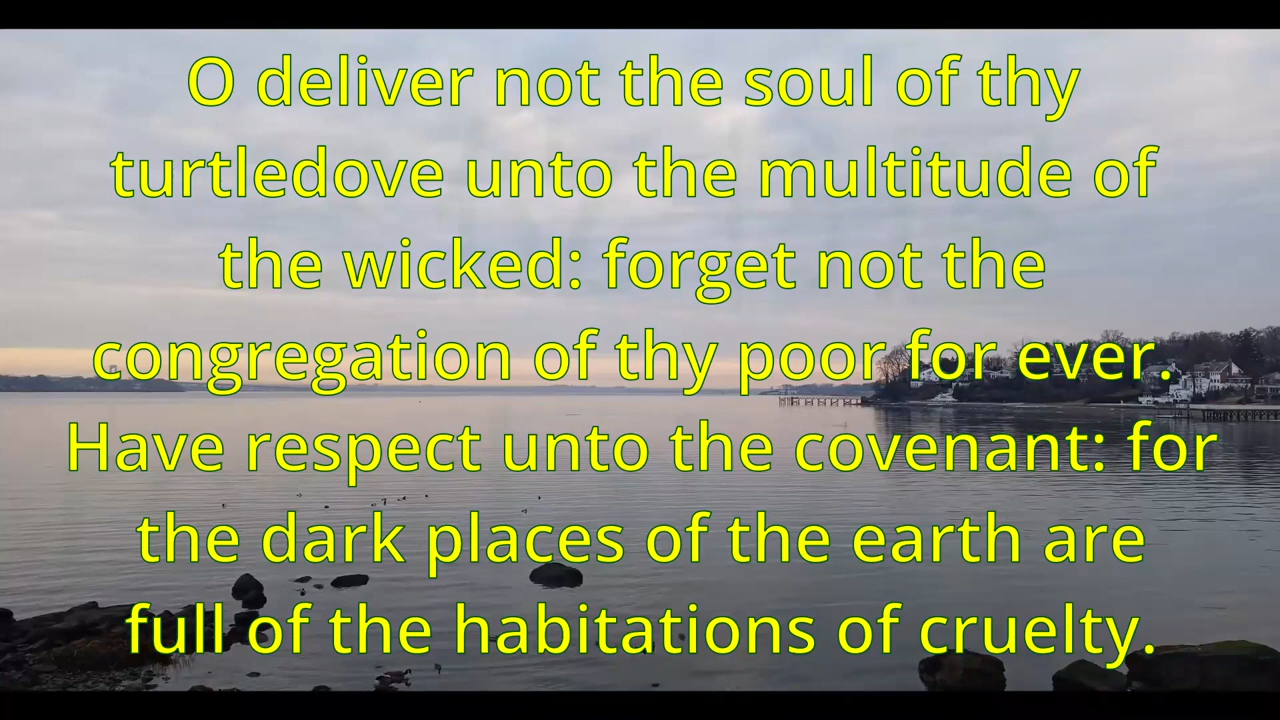 O deliver not the soul of thy
turtledove unto the multitude of
the wicked: forget not the
congregation of thy poor for ever.
Have respect unto the covenant: for
the dark places of the earth are
full of the habitations of cruelty.